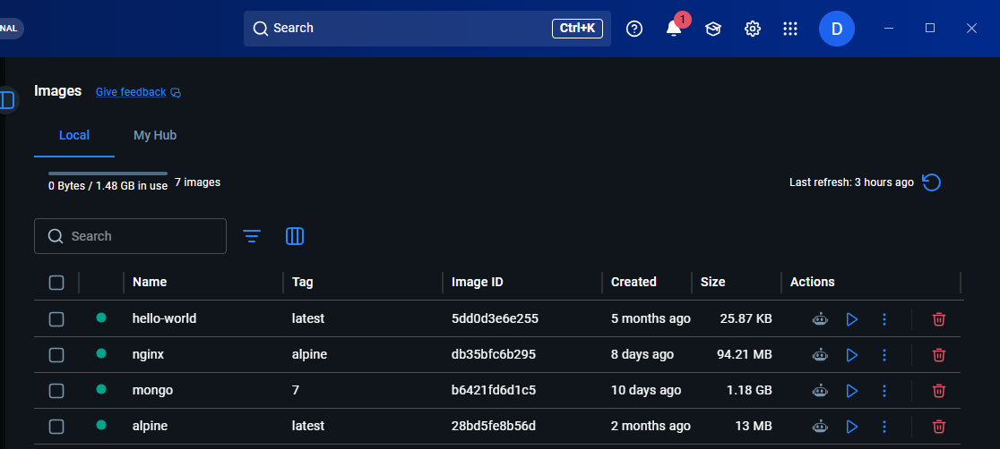 NAL
Search Ctrl+K 1 D
Images Give feedback
Local My Hub
0 Bytes / 1.48 GB in use 7 images Last refresh: 3 hours ago
Search
Name Tag Image ID Created Size Actions
hello-world latest 5dd0d3e6e255 5 months ago 25.87 KB
nginx alpine db35bfc6b295 8 days ago 94.21 MB
mongo 7 b6421fd6d1c5 10 days ago 1.18 GB
alpine latest 28bd5fe8b56d 2 months ago 13 MB